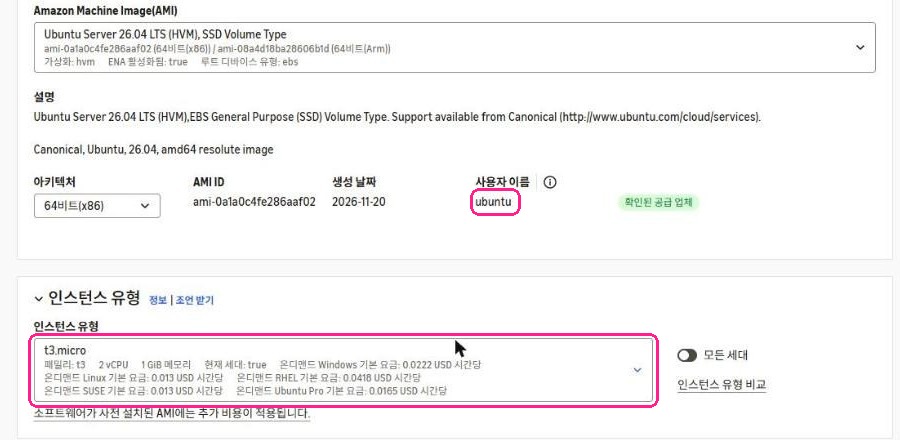 Amazon Machine Image(AMI)
Ubuntu Server 26.04 LTS (HVM), SSD Volume Type
ami-0a1a0c4fe286aaf02 (64비트(x86)) / ami-08a4d18ba28606b1d (64비트(Arm))
가상화: hvm ENA 활성화됨: true 루트 디바이스 유형: ebs
설명
Ubuntu Server 26.04 LTS (HVM),EBS General Purpose (SSD) Volume Type. Support available from Canonical (http://www.ubuntu.com/cloud/services).
Canonical, Ubuntu, 26.04, amd64 resolute image
아키텍처 AMI ID 생성 날짜 사용자 이름
64비트(x86) ami-0a1a0c4fe286aaf02 2026-11-20 ubuntu 확인된 공급 업체
인스턴스 유형 정보 | 조언 받기
인스턴스 유형
t3.micro
패밀리: t3 2 vCPU 1 GiB 메모리 현재 세대: true 온디맨드 Windows 기본 요금: 0.0222 USD 시간당
온디맨드 Linux 기본 요금: 0.013 USD 시간당 온디맨드 RHEL 기본 요금: 0.0418 USD 시간당
온디맨드 SUSE 기본 요금: 0.013 USD 시간당 온디맨드 Ubuntu Pro 기본 요금: 0.0165 USD 시간당
모든 세대
인스턴스 유형 비교
소프트웨어가 사전 설치된 AMI에는 추가 비용이 적용됩니다.